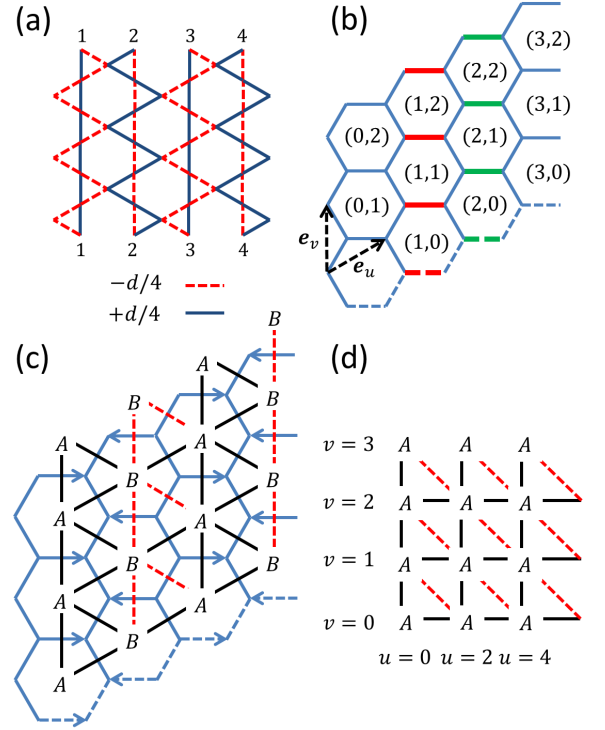 (a)
1 2 3 4
1 2 3 4
−d/4
+d/4
(b)
(3,2)
(2,2)
(1,2)
(3,1)
(0,2)
(2,1)
(1,1)
(3,0)
(0,1)
(2,0)
(1,0)
e_v
e_u
(c)
B
A
B
B
A
A
B
B
A
A
B
B
A
A
B
A
(d)
v = 3 A A A
v = 2 A A A
v = 1 A A A
v = 0 A A A
u = 0 u = 2 u = 4